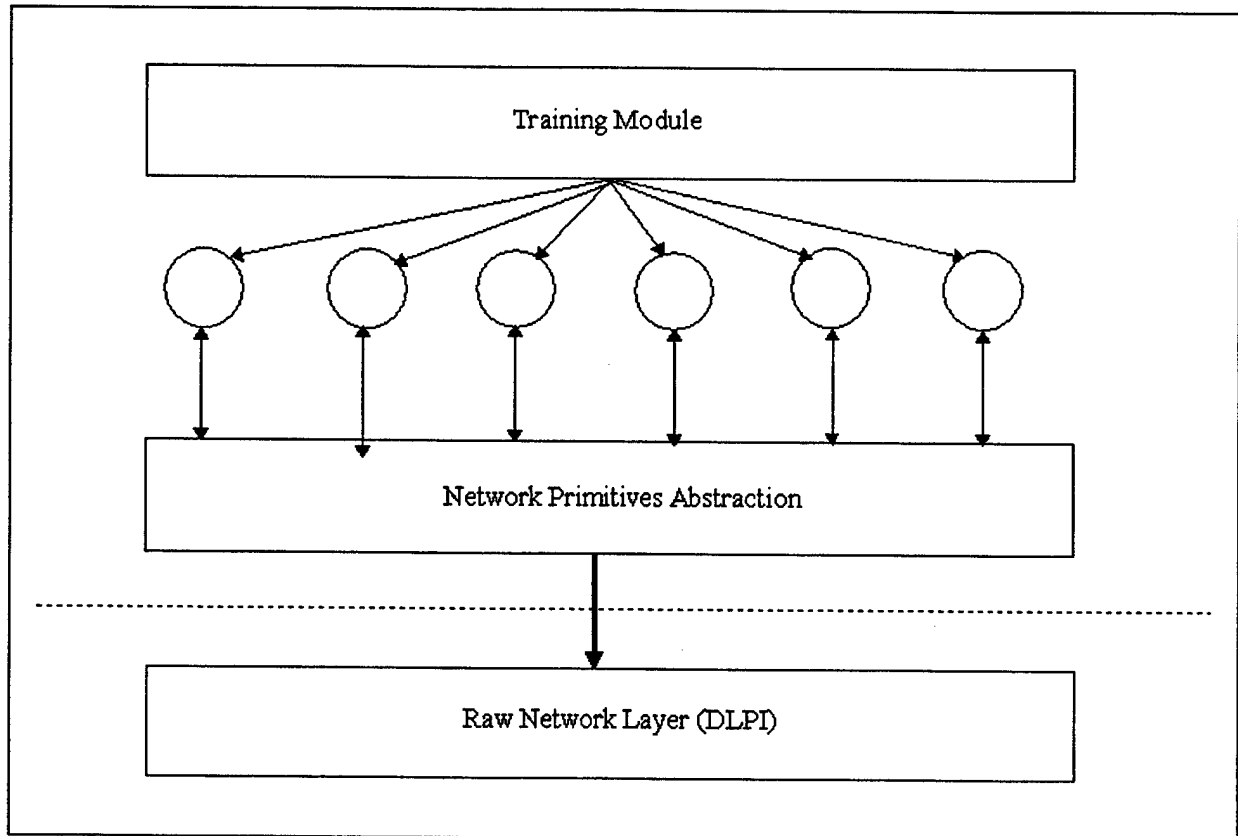 Training Module
Network Primitives Abstraction
Raw Network Layer (DLPI)